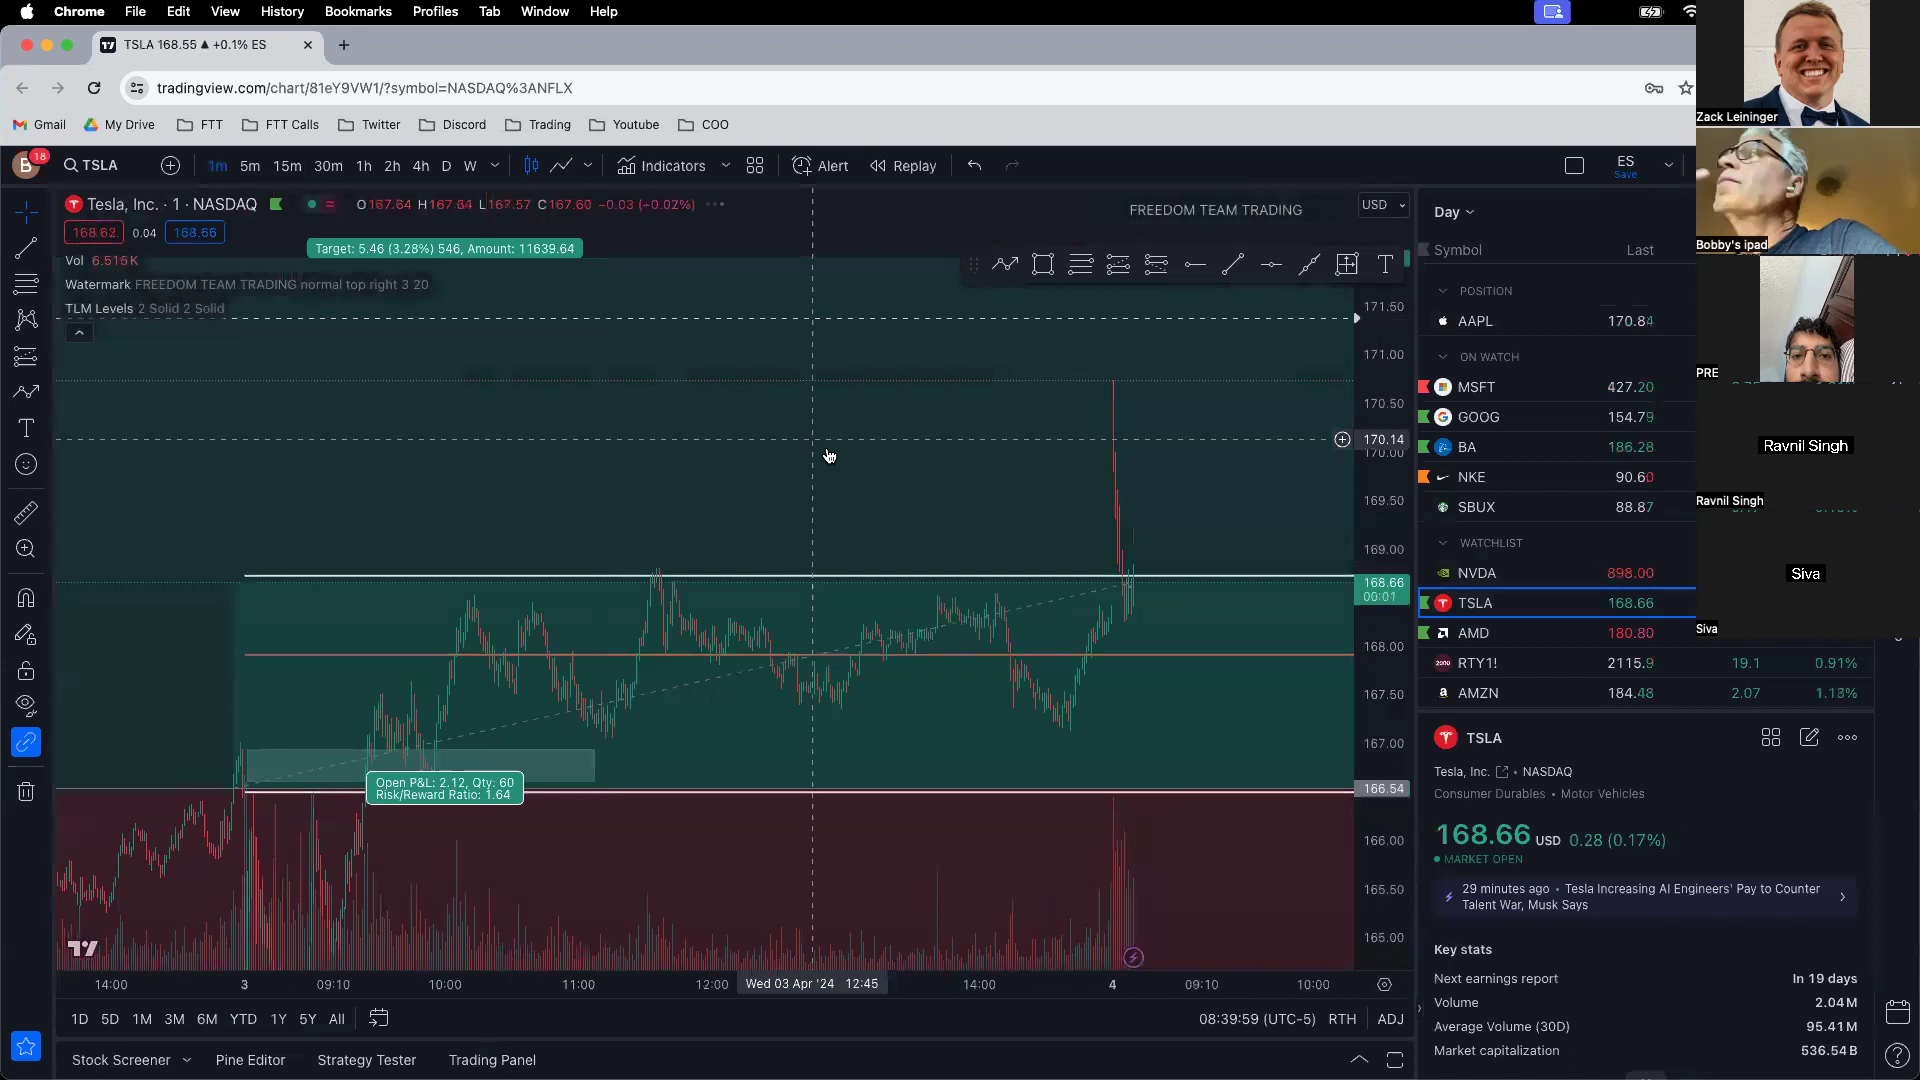 Chrome File Edit View History Bookmarks Profiles Tab Window Help
TSLA 168.55 ▲ +0.1% ES
tradingview.com/chart/81eY9VW1/?symbol=NASDAQ%3ANFLX
Gmail My Drive FTT FTT Calls Twitter Discord Trading Youtube COO
B 18 TSLA 1m 5m 15m 30m 1h 2h 4h D W Indicators Alert Replay ES
Save
Tesla, Inc. · 1 · NASDAQ O167.64 H167.64 L167.57 C167.60 −0.03 (−0.02%)
FREEDOM TEAM TRADING
USD
168.62 0.04 168.66
Target: 5.46 (3.28%) 546, Amount: 11639.64
Vol 6.516K
Watermark FREEDOM TEAM TRADING normal top right 3 20
TLM Levels 2 Solid 2 Solid
171.50
171.00
170.50
170.14
170.00
169.50
169.00
168.66
00:01
168.00
167.50
167.00
166.54
166.00
165.50
165.00
Open P&L: 2.12, Qty: 60
Risk/Reward Ratio: 1.64
14:00 3 09:10 10:00 11:00 12:00 Wed 03 Apr '24 12:45 14:00 4 09:10 10:00
1D 5D 1M 3M 6M YTD 1Y 5Y All
08:39:59 (UTC-5) RTH ADJ
Stock Screener Pine Editor Strategy Tester Trading Panel
Day
Symbol Last
POSITION
AAPL 170.84
ON WATCH
MSFT 427.20
GOOG 154.79
BA 186.28
NKE 90.60
SBUX 88.87
WATCHLIST
NVDA 898.00
TSLA 168.66
AMD 180.80
RTY1! 2115.9 19.1 0.91%
AMZN 184.48 2.07 1.13%
TSLA
Tesla, Inc. • NASDAQ
Consumer Durables • Motor Vehicles
168.66 USD 0.28 (0.17%)
MARKET OPEN
29 minutes ago • Tesla Increasing AI Engineers' Pay to Counter
Talent War, Musk Says
Key stats
Next earnings report In 19 days
Volume 2.04M
Average Volume (30D) 95.41M
Market capitalization 536.54B
Zack Leininger
Bobby's ipad
PRE
Ravnil Singh
Ravnil Singh
Siva
Siva